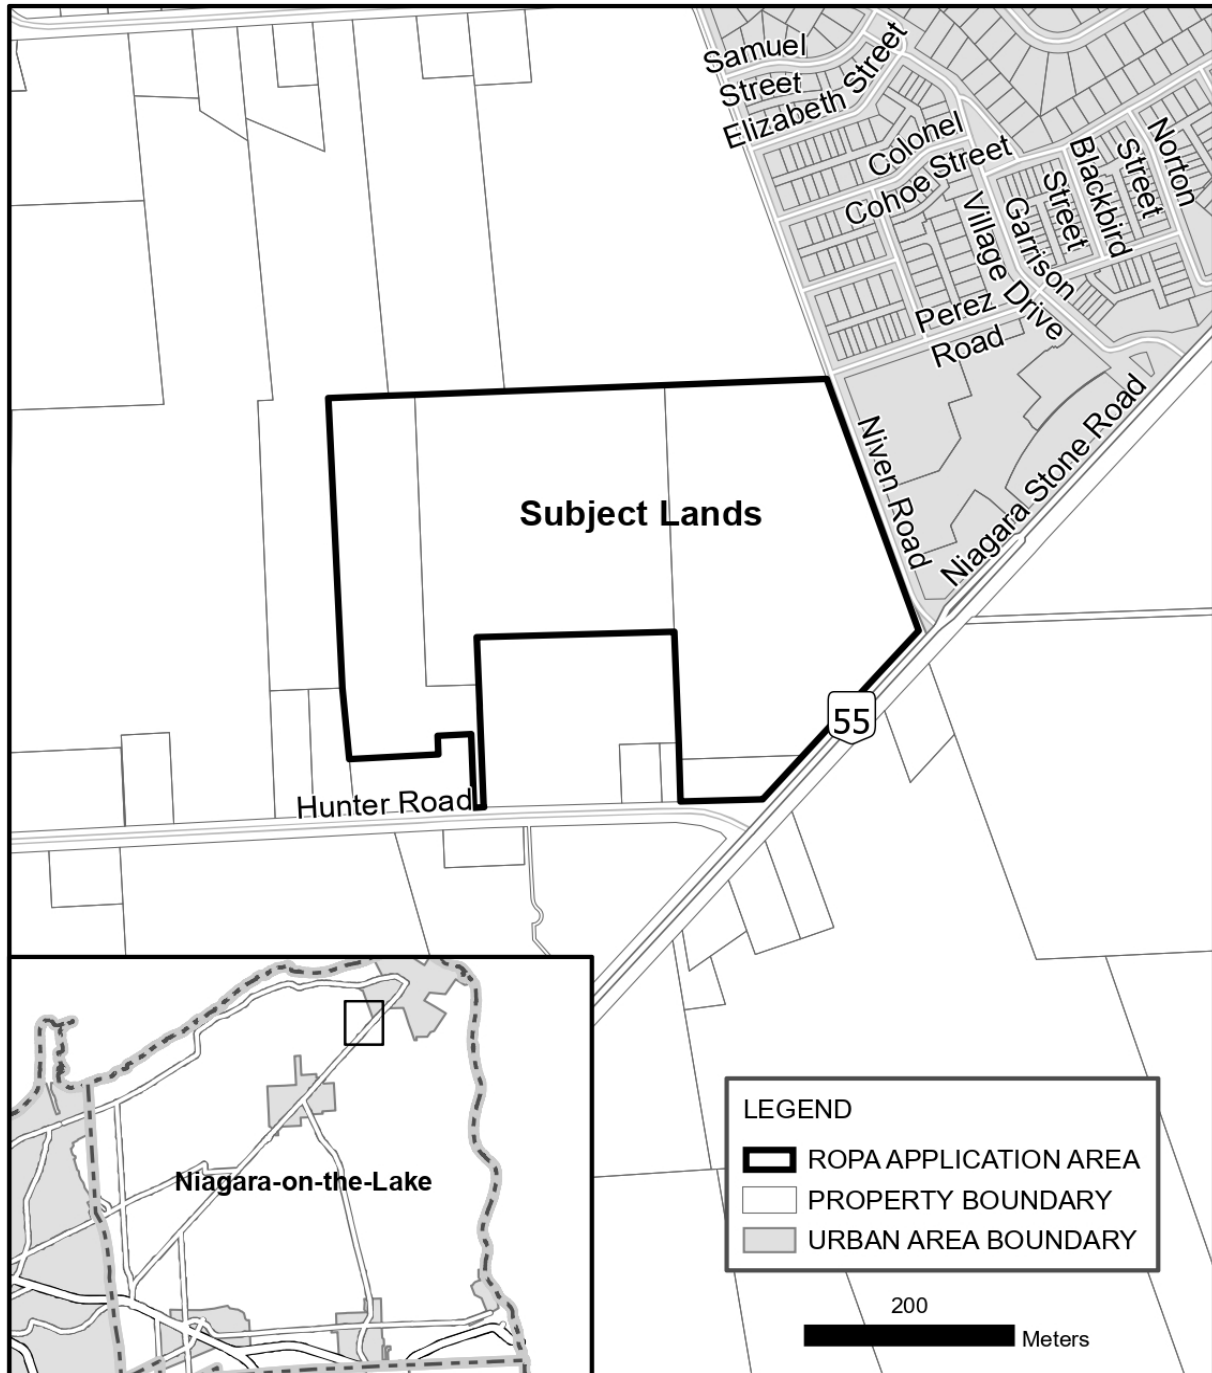 Samuel
Street
Elizabeth Street
Colonel
Cohoe Street
Village Drive
Garrison
Street
Blackbird
Street
Norton
Perez
Road
Niven Road
Niagara Stone Road
Subject Lands
55
Hunter Road
Niagara-on-the-Lake
LEGEND
ROPA APPLICATION AREA
PROPERTY BOUNDARY
URBAN AREA BOUNDARY
200
Meters